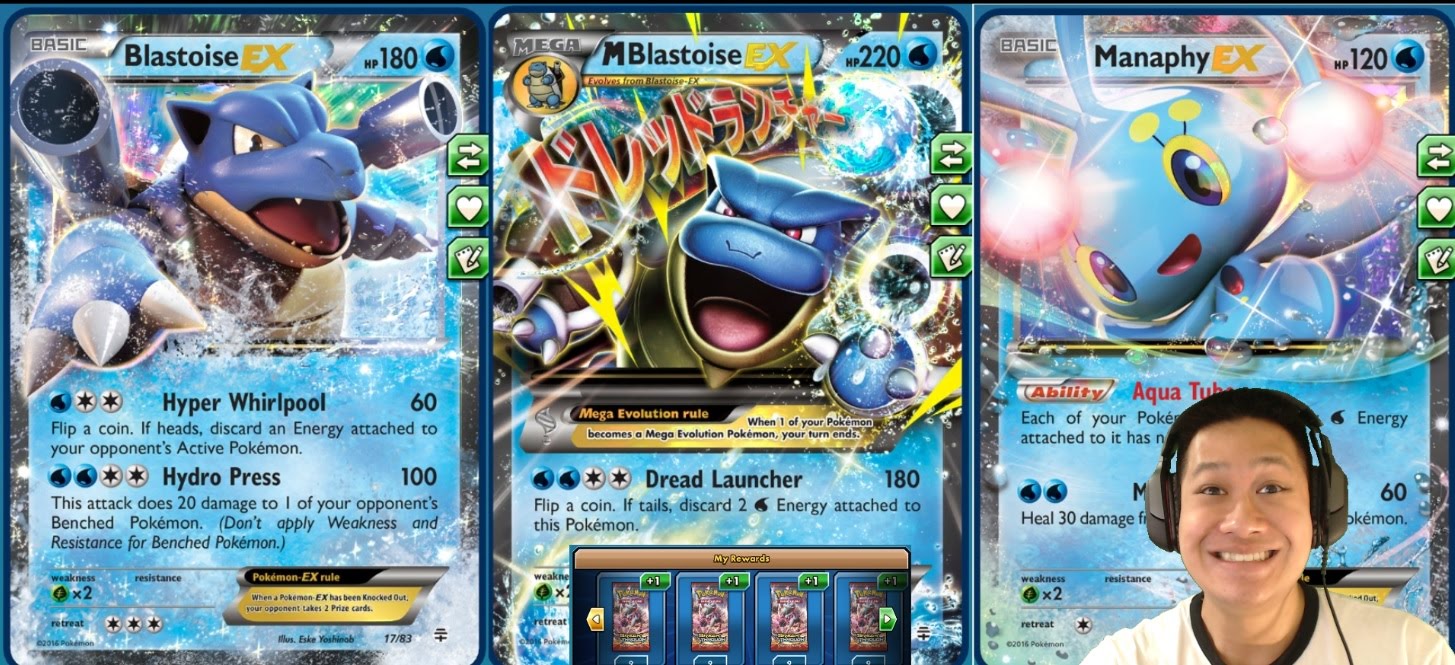 BASIC
Blastoise EX
HP 180
Hyper Whirlpool 60
Flip a coin. If heads, discard an Energy attached to
your opponent's Active Pokémon.
Hydro Press 100
This attack does 20 damage to 1 of your opponent's
Benched Pokémon. (Don't apply Weakness and
Resistance for Benched Pokémon.)
weakness
resistance
×2
Pokémon-EX rule
When a Pokémon-EX has been Knocked Out,
your opponent takes 2 Prize cards.
retreat
©2016 Pokémon
Illus. Eske Yoshinob
17/83
MEGA
M Blastoise EX
HP 220
Evolves from Blastoise-EX
ドレッドランチャー
Mega Evolution rule
When 1 of your Pokémon
becomes a Mega Evolution Pokémon, your turn ends.
Dread Launcher 180
Flip a coin. If tails, discard 2 Energy attached to
this Pokémon.
My Rewards
+1
+1
+1
+1
BASIC
Manaphy EX
HP 120
Ability
Aqua Tub
Each of your Poké
Energy
attached to it has n
60
Heal 30 damage
okémon.
weakness
resistance
×2
retreat
©2016 Pokémon